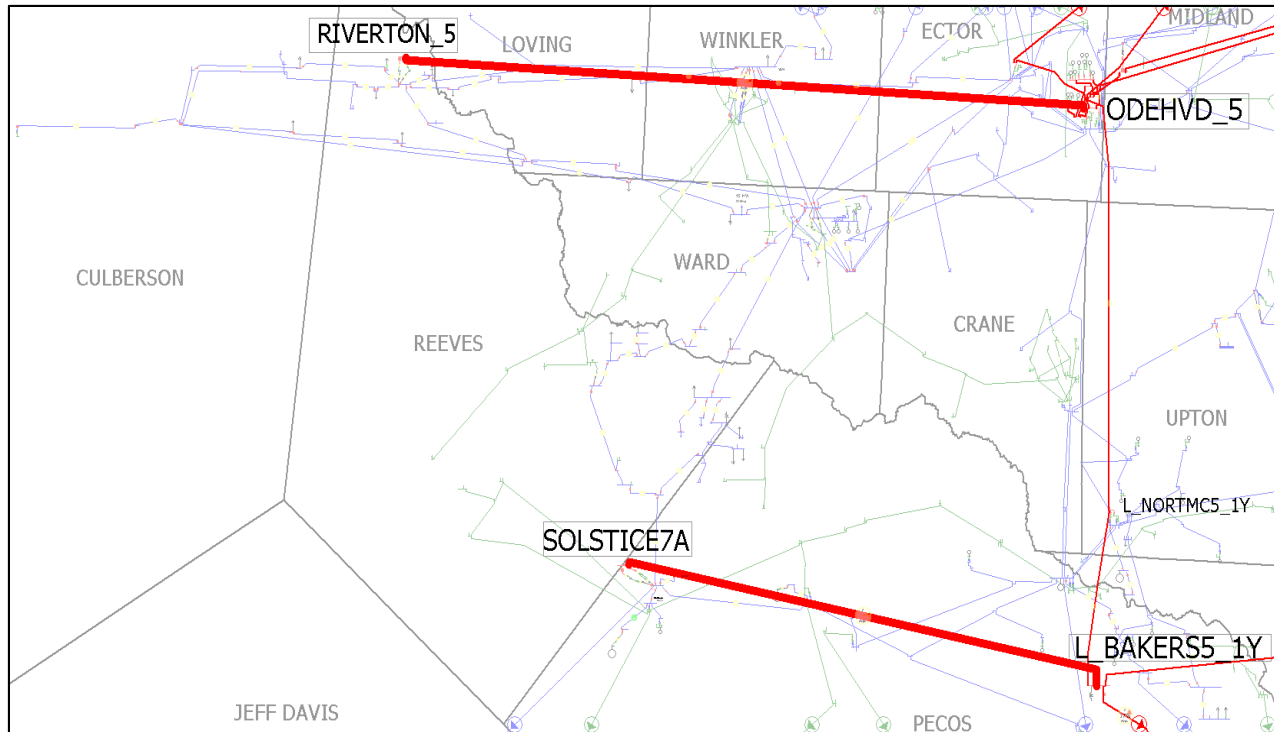 MIDLAND
RIVERTON_5
LOVING
WINKLER
ECTOR
ODEHVD_5
CULBERSON
WARD
REEVES
CRANE
UPTON
L_NORTMC5_1Y
SOLSTICE7A
L_BAKERS5_1Y
JEFF DAVIS
PECOS